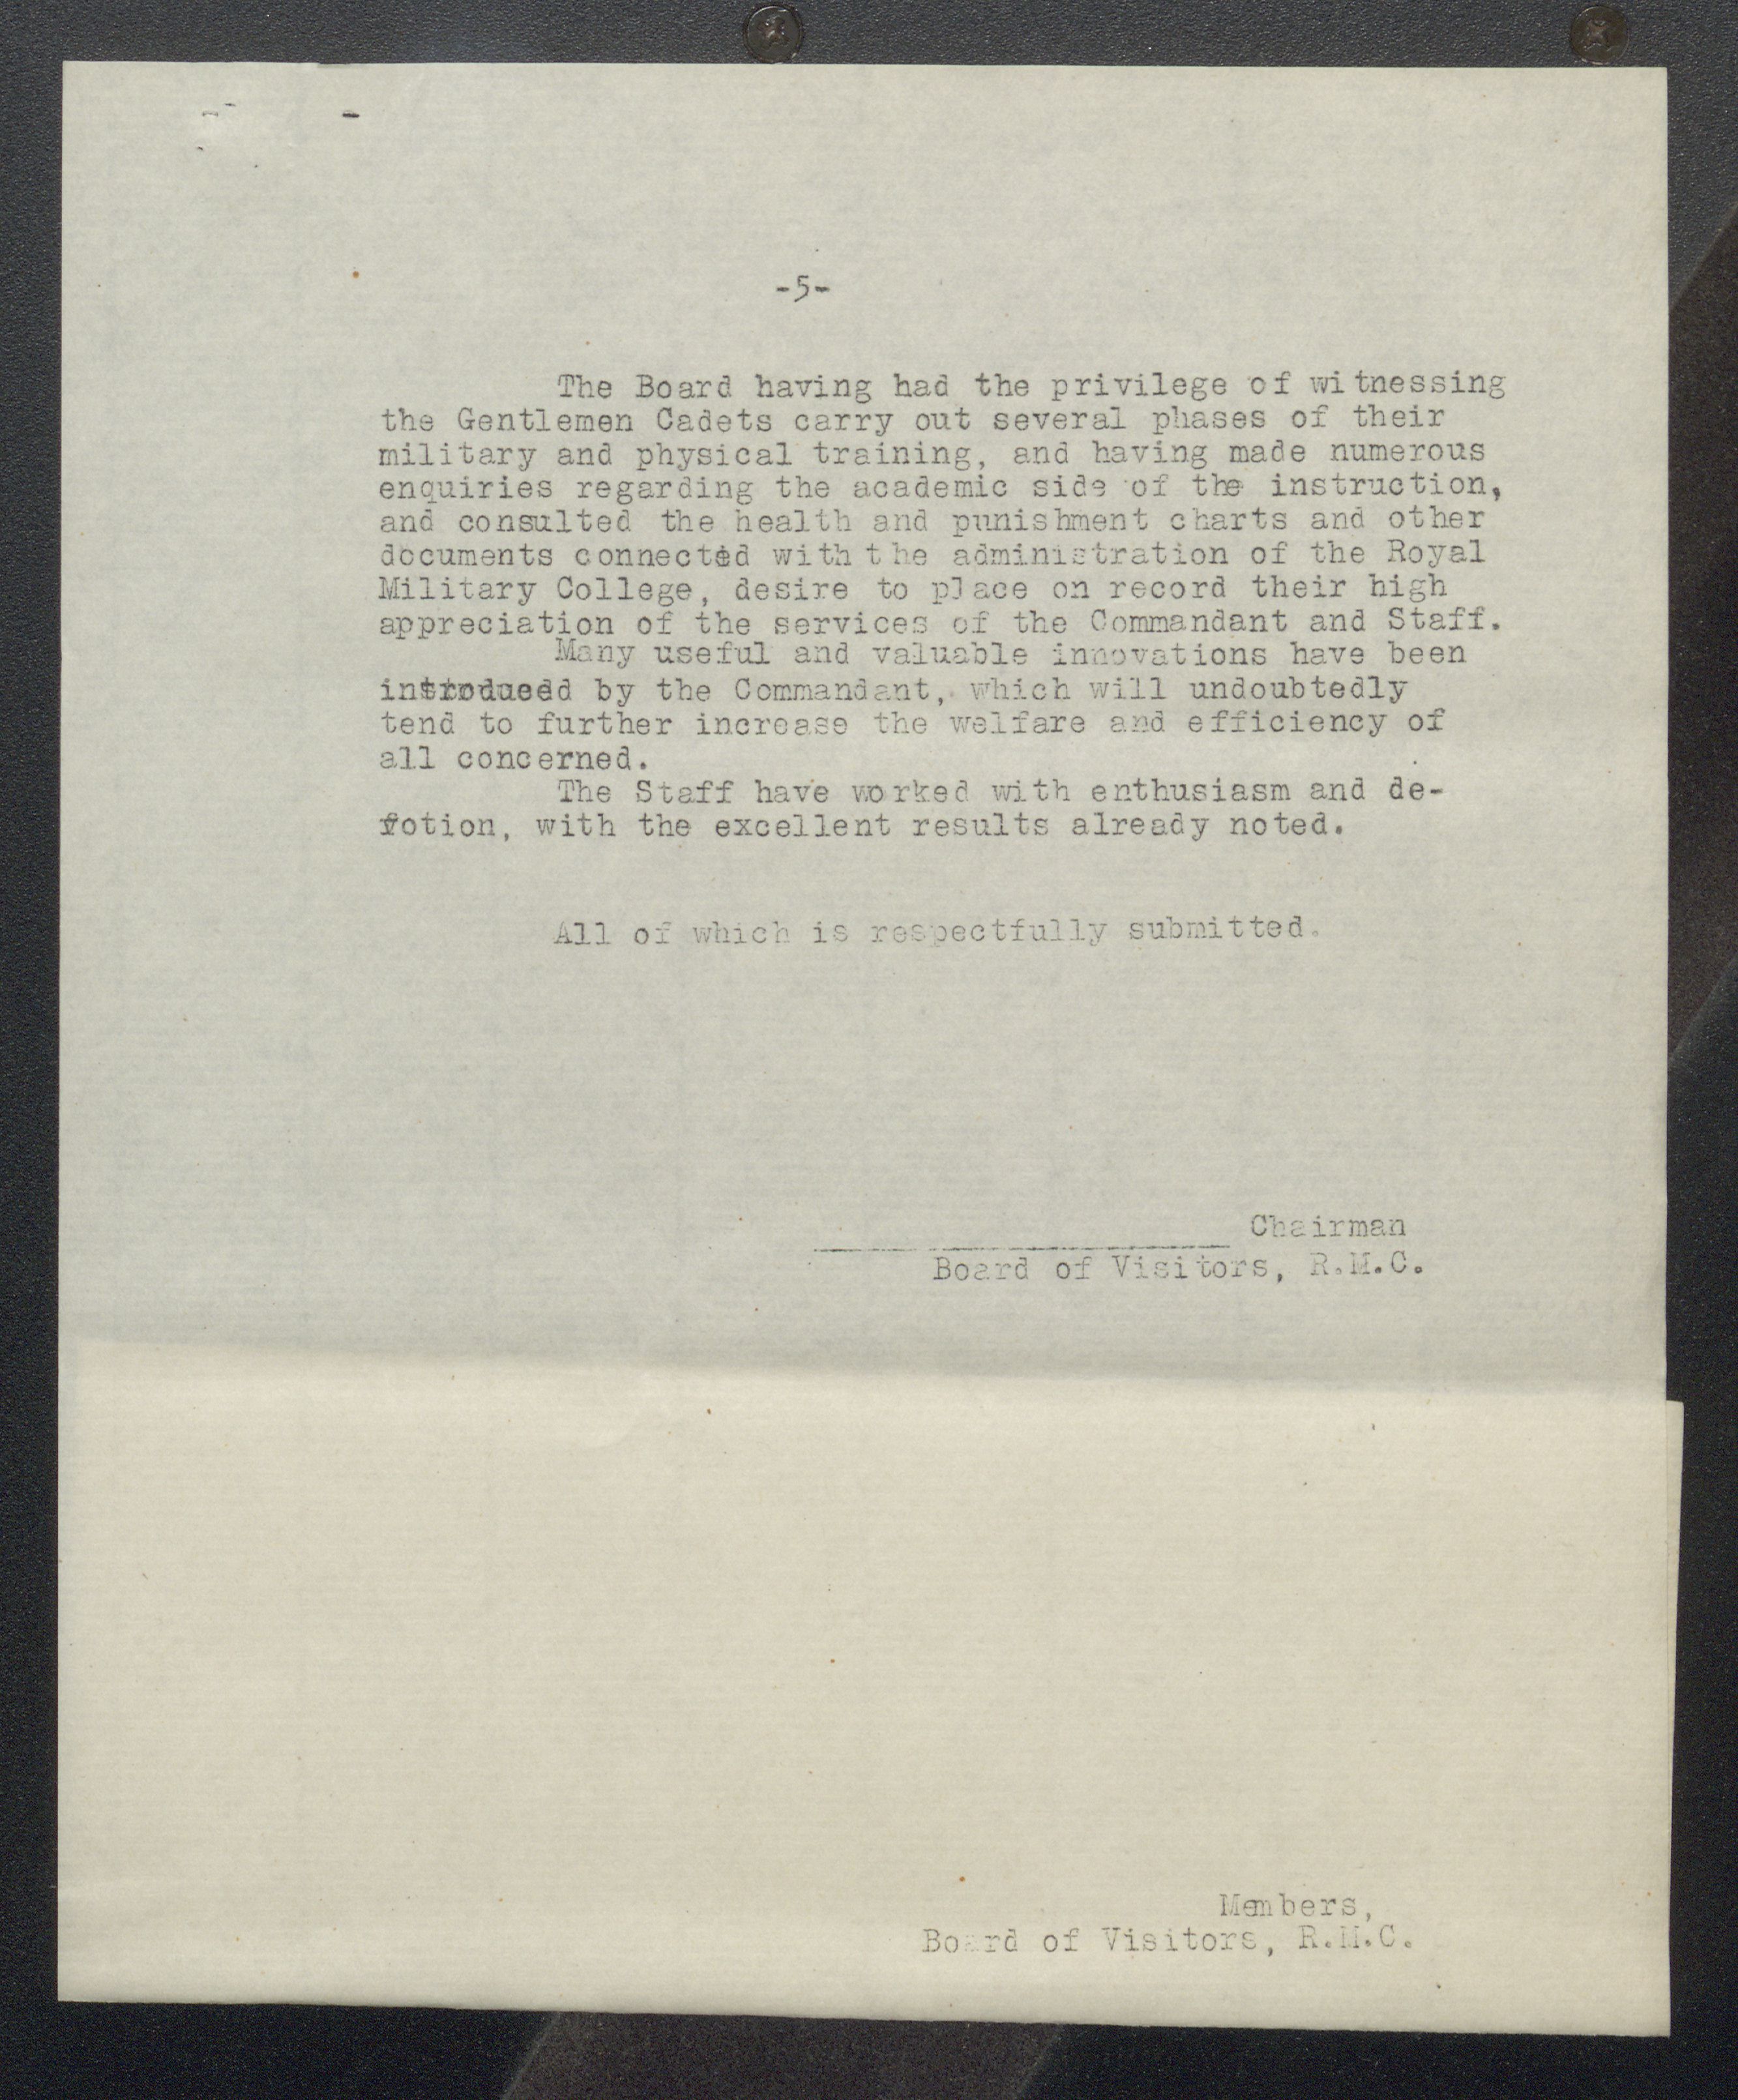 -5-
The Board having had the privilege of witnessing
the Gentlemen Cadets carry out several phases of their
military and physical training, and having made numerous
enquiries regarding the academic side of the instruction,
and consulted the health and punishment charts and other
documents connected with the administration of the Royal
Military College, desire to place on record their high
appreciation of the services of the Commandant and Staff.
Many useful and valuable innovations have been
introduced by the Commandant, which will undoubtedly
tend to further increase the welfare and efficiency of
all concerned.
The Staff have worked with enthusiasm and de-
votion, with the excellent results already noted.
All of which is respectfully submitted.
Chairman
Board of Visitors, R.M.C.
Members,
Board of Visitors, R.M.C.